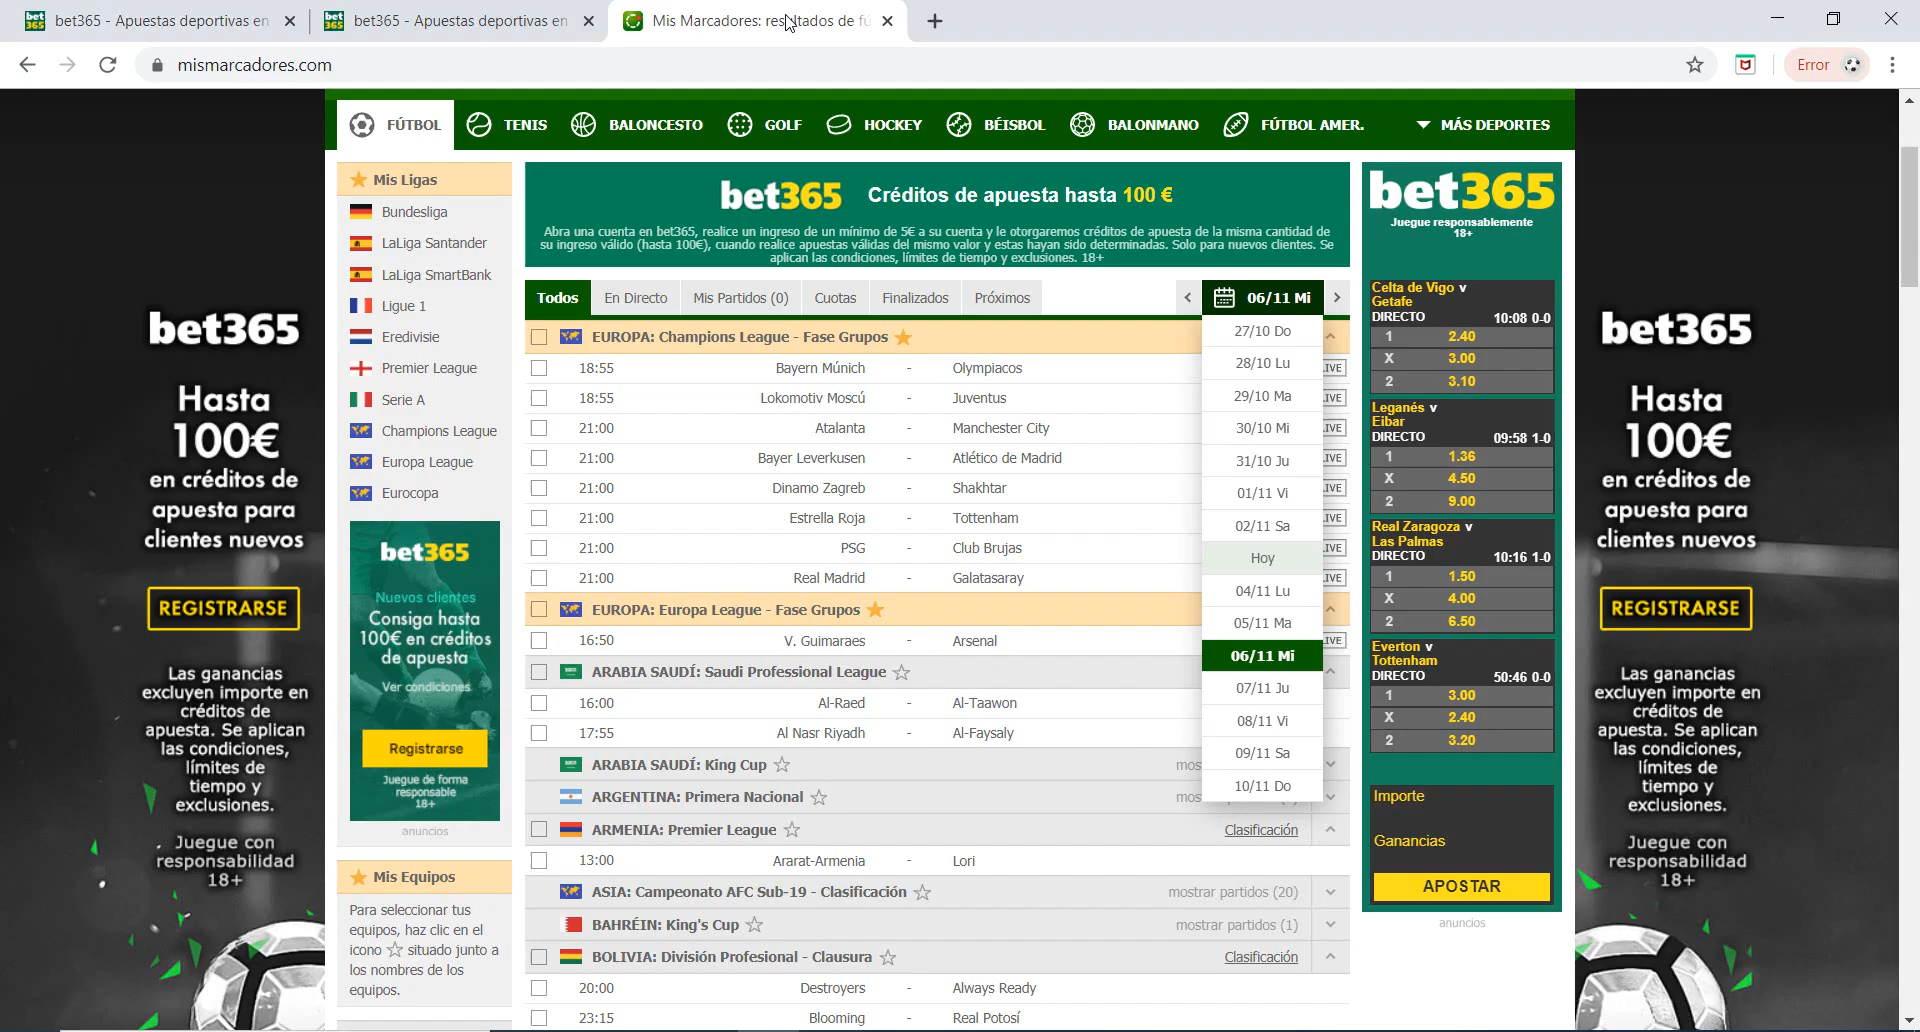 bet365 - Apuestas deportivas en
bet365 - Apuestas deportivas en
Mis Marcadores: resultados de fú
mismarcadores.com
Error
FÚTBOL
TENIS
BALONCESTO
GOLF
HOCKEY
BÉISBOL
BALONMANO
FÚTBOL AMER.
MÁS DEPORTES
bet365
Hasta
100€
en créditos de
apuesta para
clientes nuevos
REGISTRARSE
Las ganancias
excluyen importe en
créditos de
apuesta. Se aplican
las condiciones,
límites de
tiempo y
exclusiones.
Juegue con
responsabilidad
18+
Mis Ligas
Bundesliga
LaLiga Santander
LaLiga SmartBank
Ligue 1
Eredivisie
Premier League
Serie A
Champions League
Europa League
Eurocopa
bet365
Nuevos clientes
Consiga hasta
100€ en créditos
de apuesta
Ver condiciones
Registrarse
Juegue de forma
responsable
18+
anuncios
Mis Equipos
Para seleccionar tus
equipos, haz clic en el
icono situado junto a
los nombres de los
equipos.
bet365 Créditos de apuesta hasta 100 €
Abra una cuenta en bet365, realice un ingreso de un mínimo de 5€ a su cuenta y le otorgaremos créditos de apuesta de la misma cantidad de
su ingreso válido (hasta 100€), cuando realice apuestas válidas del mismo valor y estas hayan sido determinadas. Solo para nuevos clientes. Se
aplican las condiciones, límites de tiempo y exclusiones. 18+
Todos
En Directo
Mis Partidos (0)
Cuotas
Finalizados
Próximos
06/11 Mi
EUROPA: Champions League - Fase Grupos
18:55 Bayern Múnich - Olympiacos
18:55 Lokomotiv Moscú - Juventus
21:00 Atalanta - Manchester City
21:00 Bayer Leverkusen - Atlético de Madrid
21:00 Dinamo Zagreb - Shakhtar
21:00 Estrella Roja - Tottenham
21:00 PSG - Club Brujas
21:00 Real Madrid - Galatasaray
EUROPA: Europa League - Fase Grupos
16:50 V. Guimaraes - Arsenal
ARABIA SAUDÍ: Saudi Professional League
16:00 Al-Raed - Al-Taawon
17:55 Al Nasr Riyadh - Al-Faysaly
ARABIA SAUDÍ: King Cup
ARGENTINA: Primera Nacional
ARMENIA: Premier League Clasificación
13:00 Ararat-Armenia - Lori
ASIA: Campeonato AFC Sub-19 - Clasificación mostrar partidos (20)
BAHRÉIN: King's Cup mostrar partidos (1)
BOLIVIA: División Profesional - Clausura Clasificación
20:00 Destroyers - Always Ready
23:15 Blooming - Real Potosí
27/10 Do
28/10 Lu
29/10 Ma
30/10 Mi
31/10 Ju
01/11 Vi
02/11 Sa
Hoy
04/11 Lu
05/11 Ma
06/11 Mi
07/11 Ju
08/11 Vi
09/11 Sa
10/11 Do
bet365
Juegue responsablemente
18+
Celta de Vigo v
Getafe
DIRECTO 10:08 0-0
1 2.40
X 3.00
2 3.10
Leganés v
Eibar
DIRECTO 09:58 1-0
1 1.36
X 4.50
2 9.00
Real Zaragoza v
Las Palmas
DIRECTO 10:16 1-0
1 1.50
X 4.00
2 6.50
Everton v
Tottenham
DIRECTO 50:46 0-0
1 3.00
X 2.40
2 3.20
Importe
Ganancias
APOSTAR
anuncios
bet365
Hasta
100€
en créditos de
apuesta para
clientes nuevos
REGISTRARSE
Las ganancias
excluyen importe en
créditos de
apuesta. Se aplican
las condiciones,
límites de
tiempo y
exclusiones.
Juegue con
responsabilidad
18+